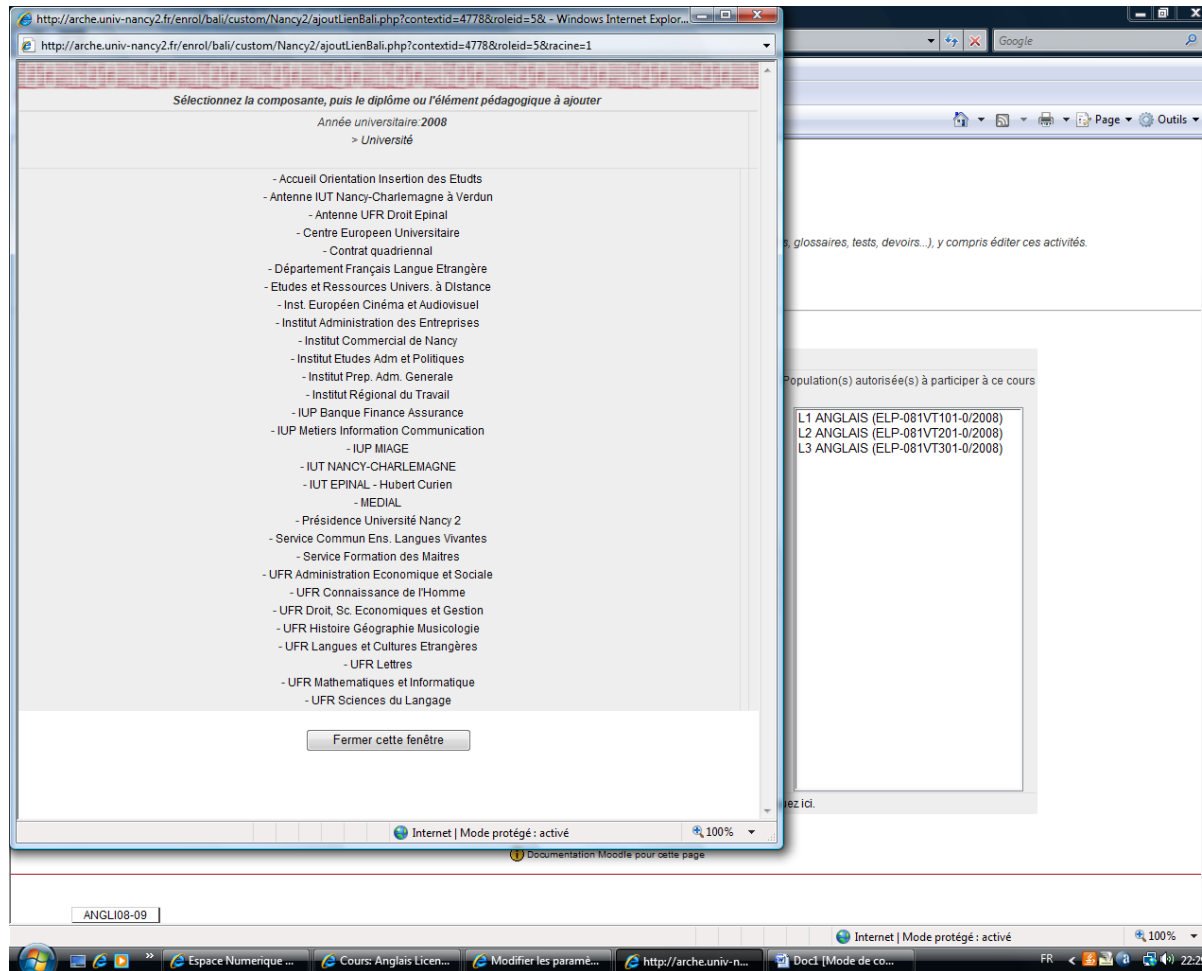 http://arche.univ-nancy2.fr/enrol/bali/custom/Nancy2/ajoutLienBali.php?contextid=4778&roleid=5& - Windows Internet Explor...
http://arche.univ-nancy2.fr/enrol/bali/custom/Nancy2/ajoutLienBali.php?contextid=4778&roleid=5&racine=1
Sélectionnez la composante, puis le diplôme ou l'élément pédagogique à ajouter
Année universitaire:2008
> Université
- Accueil Orientation Insertion des Etudts
- Antenne IUT Nancy-Charlemagne à Verdun
- Antenne UFR Droit Epinal
- Centre Europeen Universitaire
- Contrat quadriennal
- Département Français Langue Etrangère
- Etudes et Ressources Univers. à DIstance
- Inst. Européen Cinéma et Audiovisuel
- Institut Administration des Entreprises
- Institut Commercial de Nancy
- Institut Etudes Adm et Politiques
- Institut Prep. Adm. Generale
- Institut Régional du Travail
- IUP Banque Finance Assurance
- IUP Metiers Information Communication
- IUP MIAGE
- IUT NANCY-CHARLEMAGNE
- IUT EPINAL - Hubert Curien
- MEDIAL
- Présidence Université Nancy 2
- Service Commun Ens. Langues Vivantes
- Service Formation des Maitres
- UFR Administration Economique et Sociale
- UFR Connaissance de l'Homme
- UFR Droit, Sc. Economiques et Gestion
- UFR Histoire Géographie Musicologie
- UFR Langues et Cultures Etrangères
- UFR Lettres
- UFR Mathematiques et Informatique
- UFR Sciences du Langage
Fermer cette fenêtre
Internet | Mode protégé : activé
100%
Google
Page
Outils
s, glossaires, tests, devoirs...), y compris éditer ces activités.
Population(s) autorisée(s) à participer à ce cours
L1 ANGLAIS (ELP-081VT101-0/2008)
L2 ANGLAIS (ELP-081VT201-0/2008)
L3 ANGLAIS (ELP-081VT301-0/2008)
uez ici.
Documentation Moodle pour cette page
ANGLI08-09
Internet | Mode protégé : activé
100%
Espace Numerique ...
Cours: Anglais Licen...
Modifier les paramè...
http://arche.univ-n...
Doc1 [Mode de co...
FR
22:2